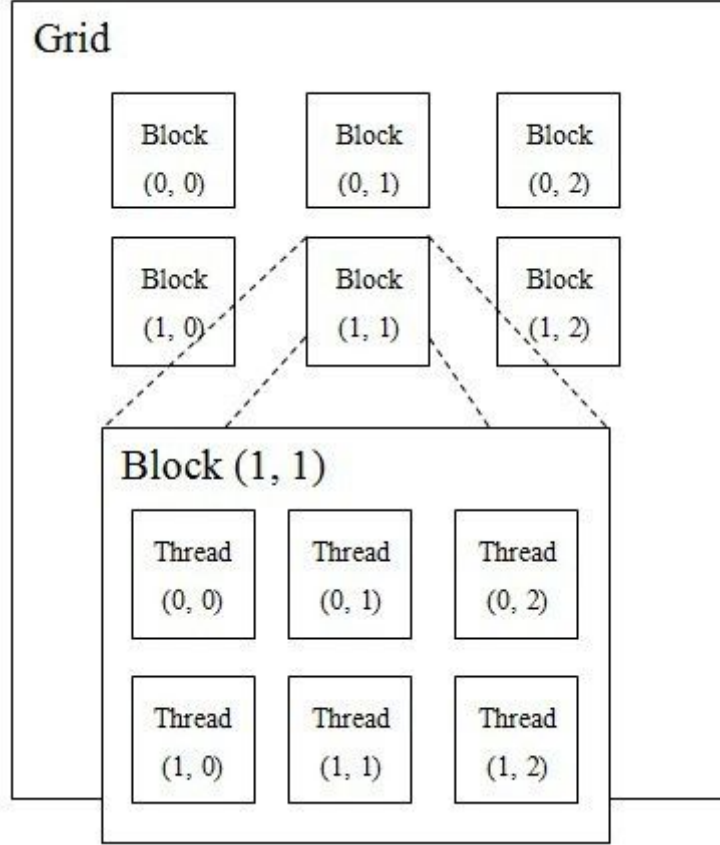 Grid
Block
(0, 0)
Block
(0, 1)
Block
(0, 2)
Block
(1, 0)
Block
(1, 1)
Block
(1, 2)
Block (1, 1)
Thread
(0, 0)
Thread
(0, 1)
Thread
(0, 2)
Thread
(1, 0)
Thread
(1, 1)
Thread
(1, 2)